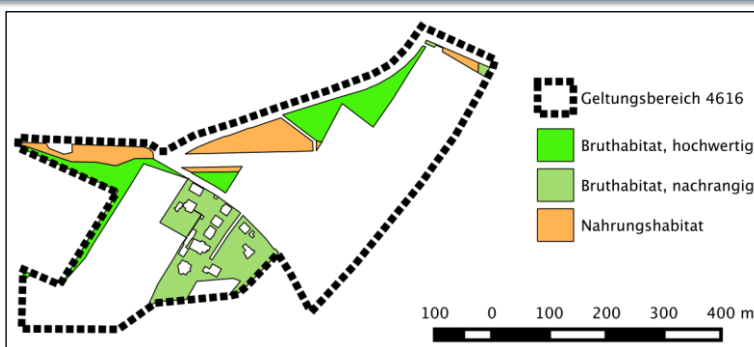 Geltungsbereich 4616
Bruthabitat, hochwertig
Bruthabitat, nachrangig
Nahrungshabitat
100 0 100 200 300 400 m